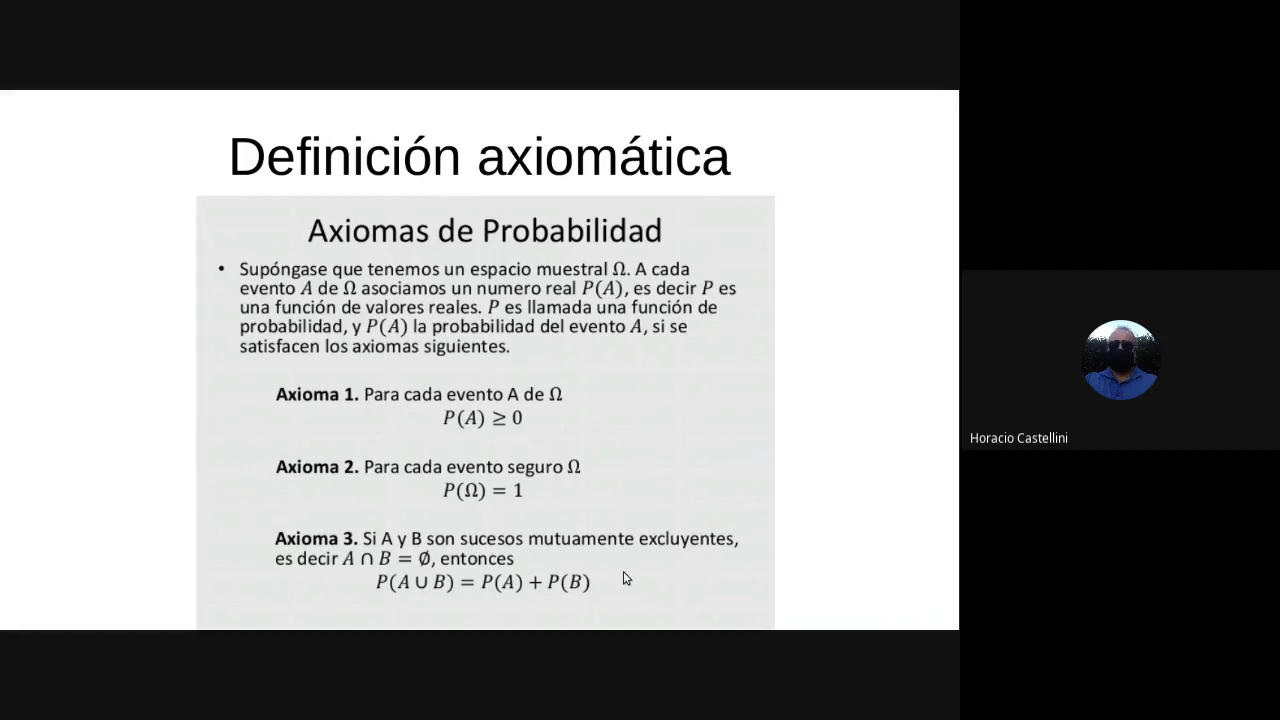 Definición axiomática
Axiomas de Probabilidad
• Supóngase que tenemos un espacio muestral Ω. A cada
evento A de Ω asociamos un numero real P(A), es decir P es
una función de valores reales. P es llamada una función de
probabilidad, y P(A) la probabilidad del evento A, si se
satisfacen los axiomas siguientes.
Axioma 1. Para cada evento A de Ω
P(A) ≥ 0
Axioma 2. Para cada evento seguro Ω
P(Ω) = 1
Axioma 3. Si A y B son sucesos mutuamente excluyentes,
es decir A ∩ B = ∅, entonces
P(A ∪ B) = P(A) + P(B)
Horacio Castellini